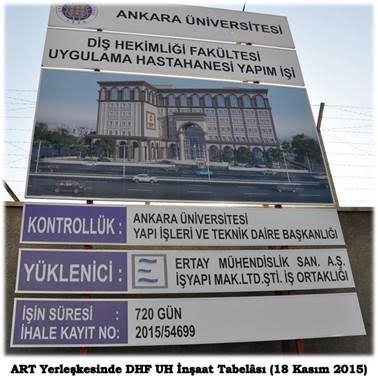 ANKARA ÜNİVERSİTESİ
DİŞ HEKİMLİĞİ FAKÜLTESİ
UYGULAMA HASTAHANESİ YAPIM İŞİ
KONTROLLÜK : ANKARA ÜNİVERSİTESİ
YAPI İŞLERİ VE TEKNİK DAİRE BAŞKANLIĞI
YÜKLENİCİ : ERTAY MÜHENDİSLİK SAN. A.Ş.
İŞYAPI MAK.LTD.ŞTİ. İŞ ORTAKLIĞI
İŞİN SÜRESİ : 720 GÜN
İHALE KAYIT NO: 2015/54699
ART Yerleşkesinde DHF UH İnşaat Tabelâsı (18 Kasım 2015)